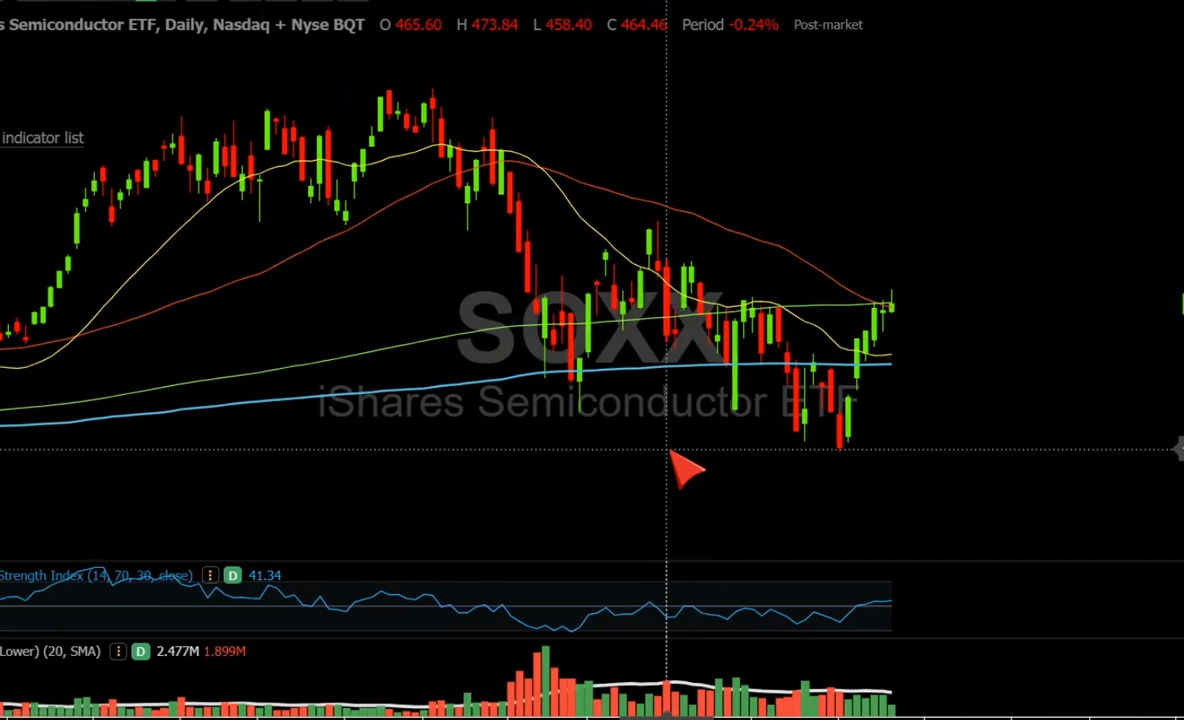 s Semiconductor ETF, Daily, Nasdaq + Nyse BQT O 465.60 H 473.84 L 458.40 C 464.46 Period -0.24% Post-market
indicator list
SOXX
iShares Semiconductor ETF
Strength Index (14, 70, 30, close) D 41.34
Lower) (20, SMA) D 2.477M 1.899M